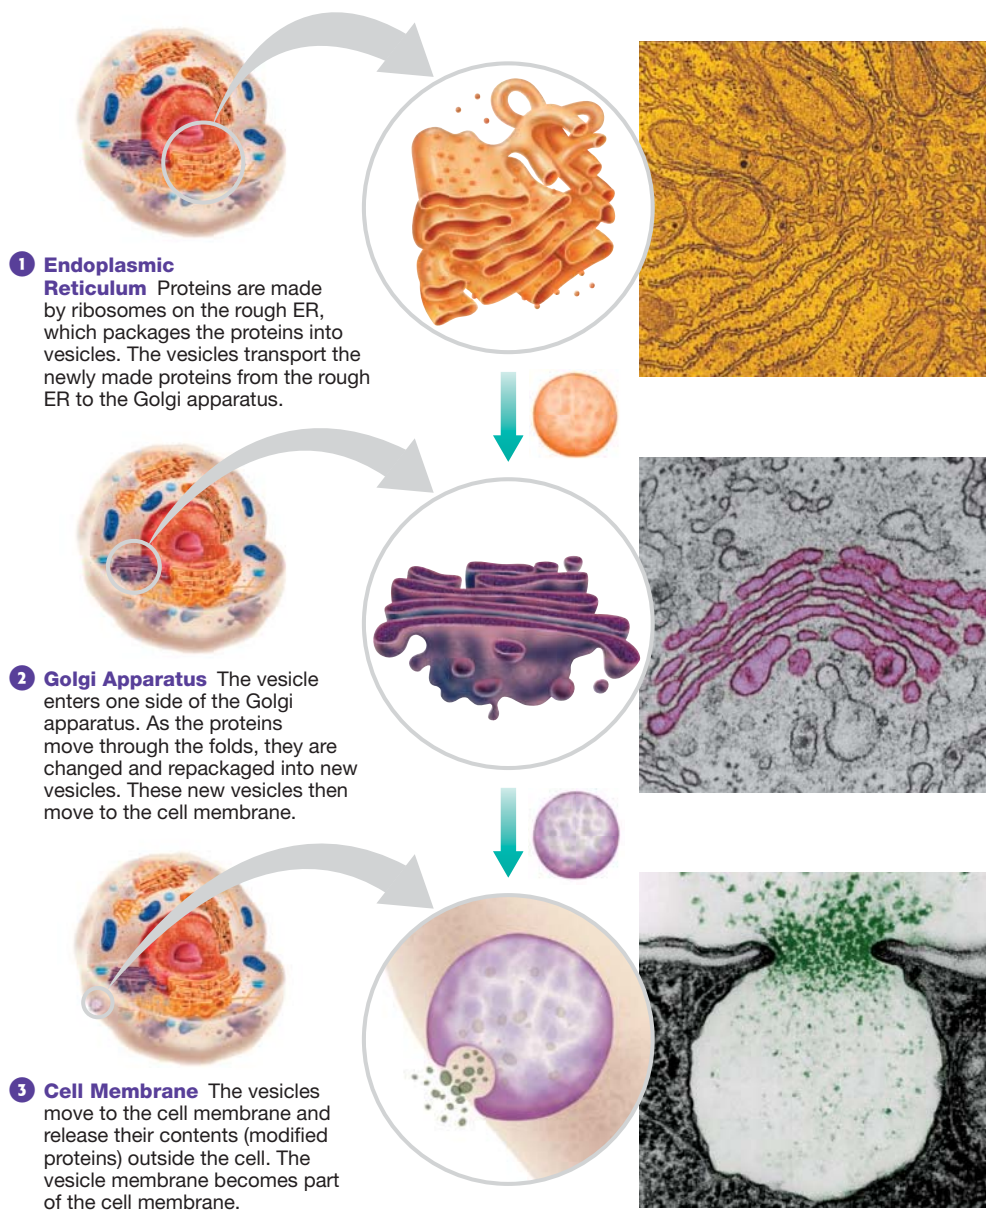 1 Endoplasmic
Reticulum Proteins are made
by ribosomes on the rough ER,
which packages the proteins into
vesicles. The vesicles transport the
newly made proteins from the rough
ER to the Golgi apparatus.
2 Golgi Apparatus The vesicle
enters one side of the Golgi
apparatus. As the proteins
move through the folds, they are
changed and repackaged into new
vesicles. These new vesicles then
move to the cell membrane.
3 Cell Membrane The vesicles
move to the cell membrane and
release their contents (modified
proteins) outside the cell. The
vesicle membrane becomes part
of the cell membrane.